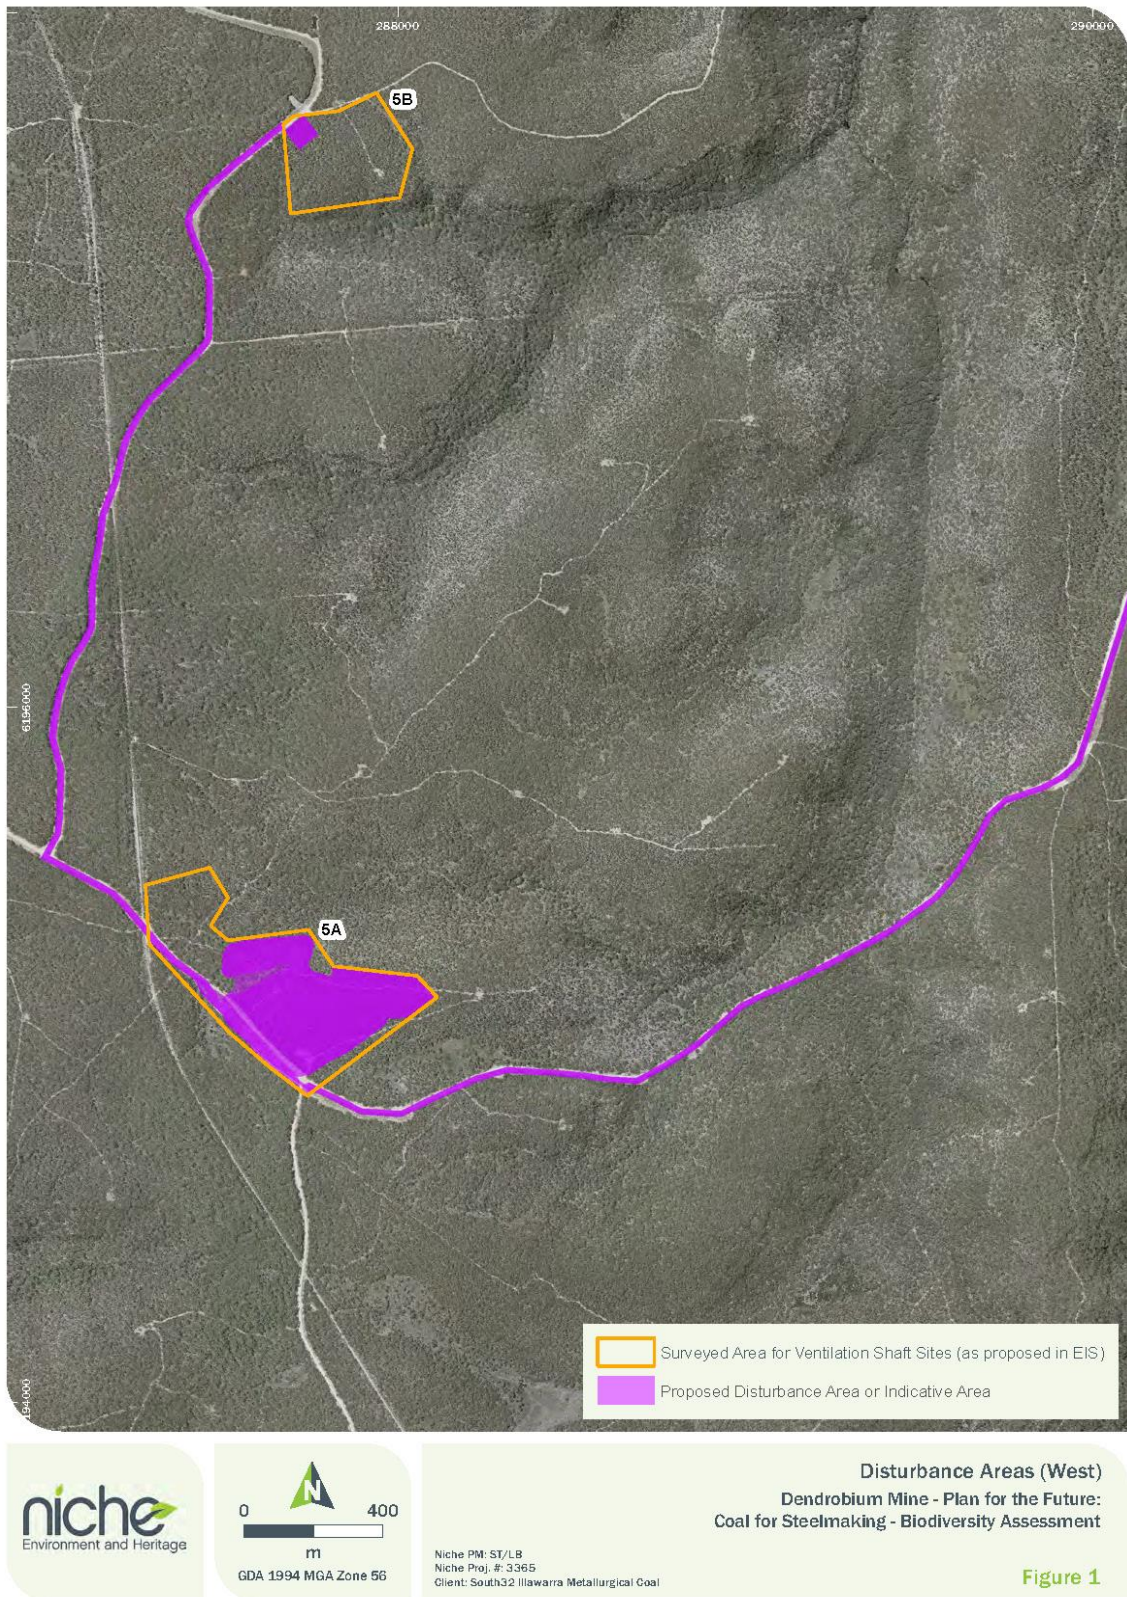 288000
290000
5B
6196000
5A
Surveyed Area for Ventilation Shaft Sites (as proposed in EIS)
Proposed Disturbance Area or Indicative Area
niche
Environment and Heritage
N
0 400
m
GDA 1994 MGA Zone 56
Niche PM: ST/LB
Niche Proj. #: 3365
Client: South32 Illawarra Metallurgical Coal
Disturbance Areas (West)
Dendrobium Mine - Plan for the Future:
Coal for Steelmaking - Biodiversity Assessment
Figure 1